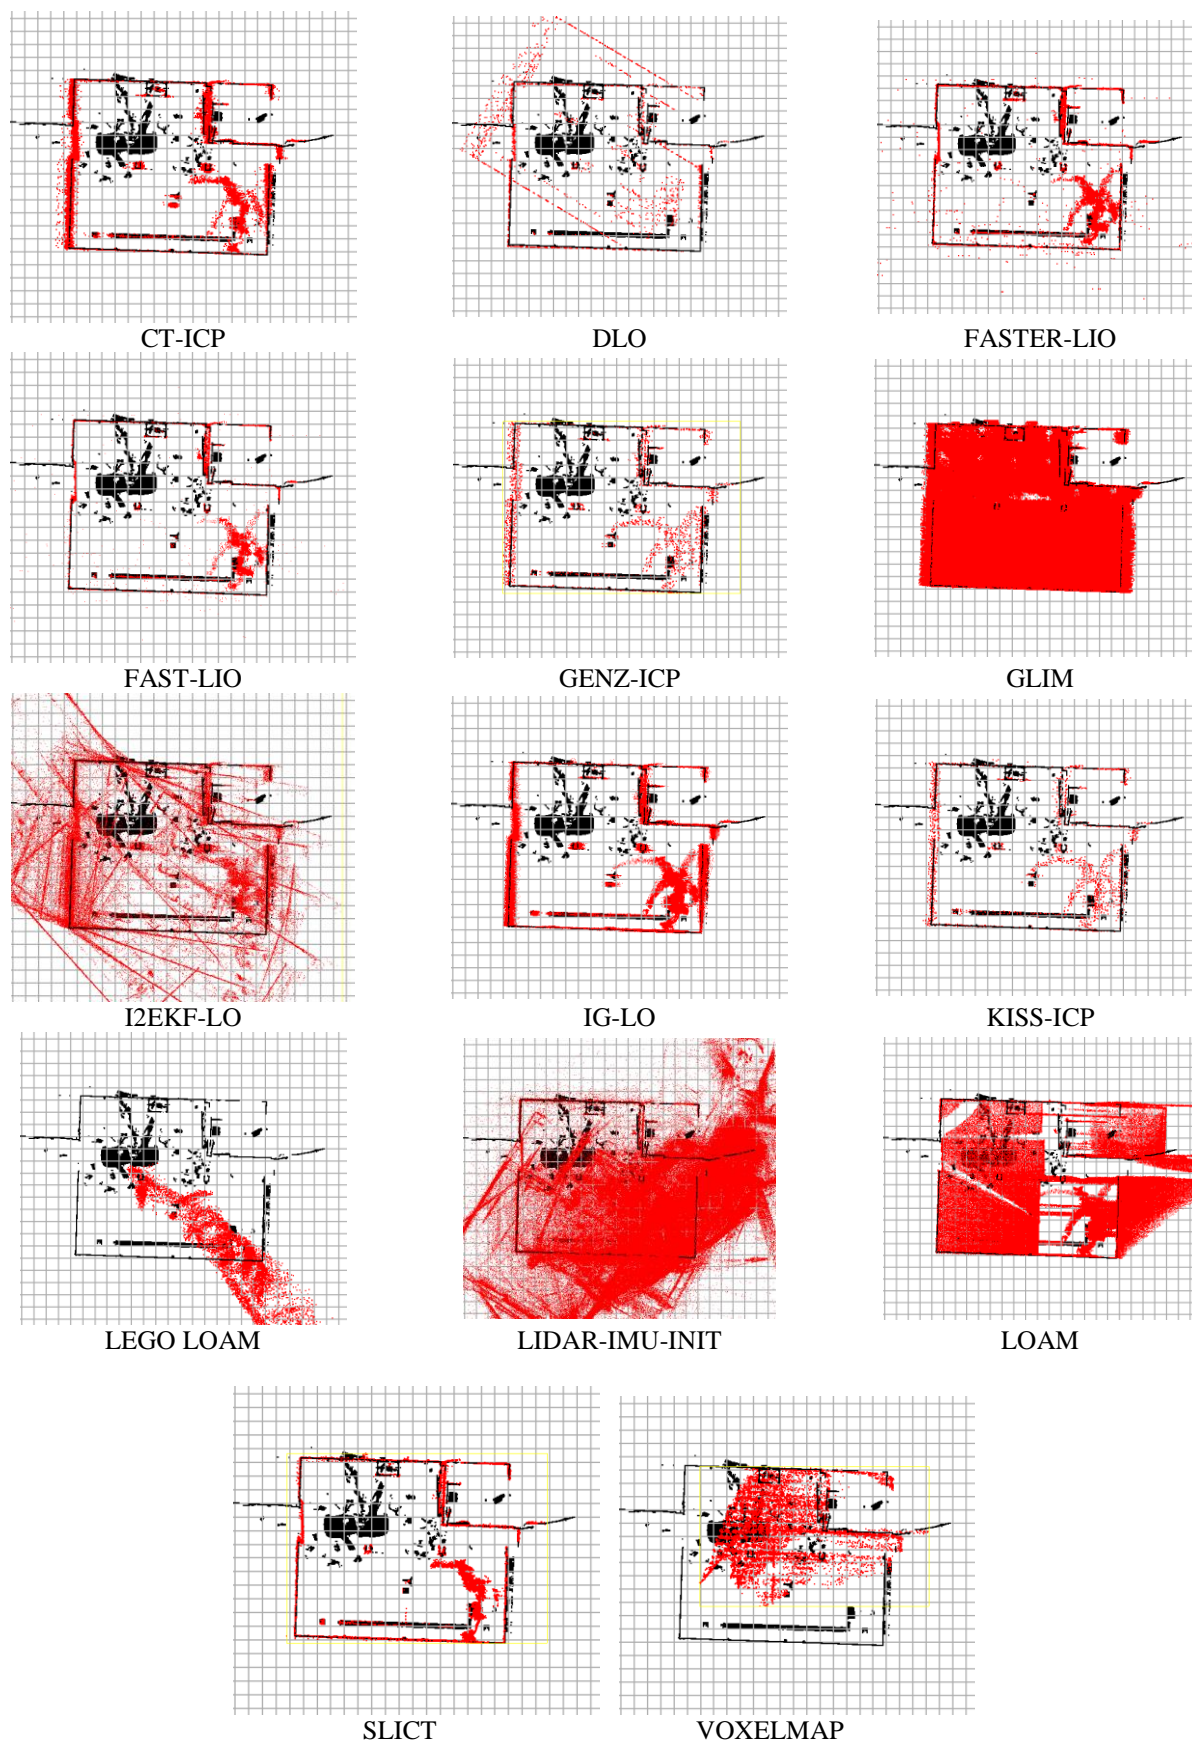 CT-ICP
DLO
FASTER-LIO
FAST-LIO
GENZ-ICP
GLIM
I2EKF-LO
IG-LO
KISS-ICP
LEGO LOAM
LIDAR-IMU-INIT
LOAM
SLICT
VOXELMAP